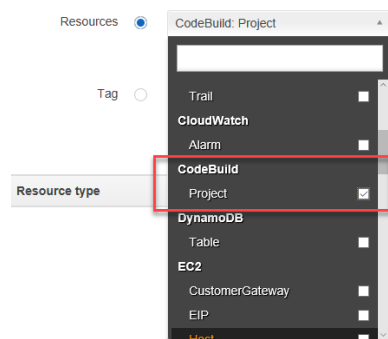 Resources
CodeBuild: Project
Tag
Trail
CloudWatch
Alarm
CodeBuild
Resource type
Project
DynamoDB
Table
EC2
CustomerGateway
EIP
Host